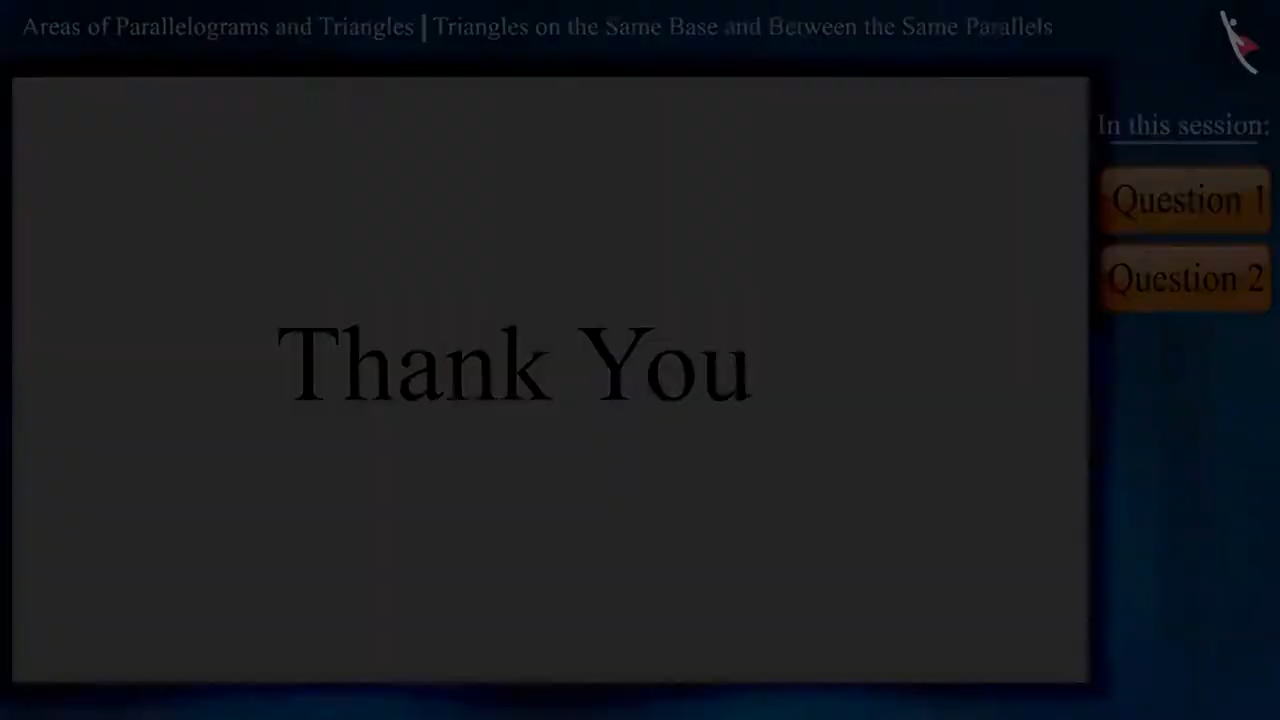 Areas of Parallelograms and Triangles | Triangles on the Same Base and Between the Same Parallels
In this session:
Question 1
Question 2
Thank You